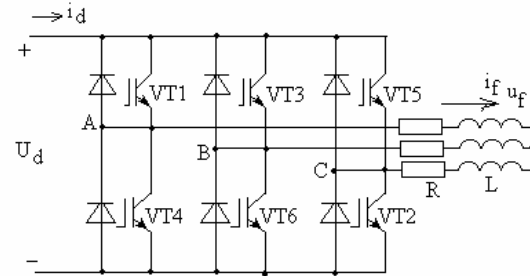 i_d
+
VT1 VT3 VT5
i_f u_f
A
B
U_d
C
R L
VT4 VT6 VT2
−